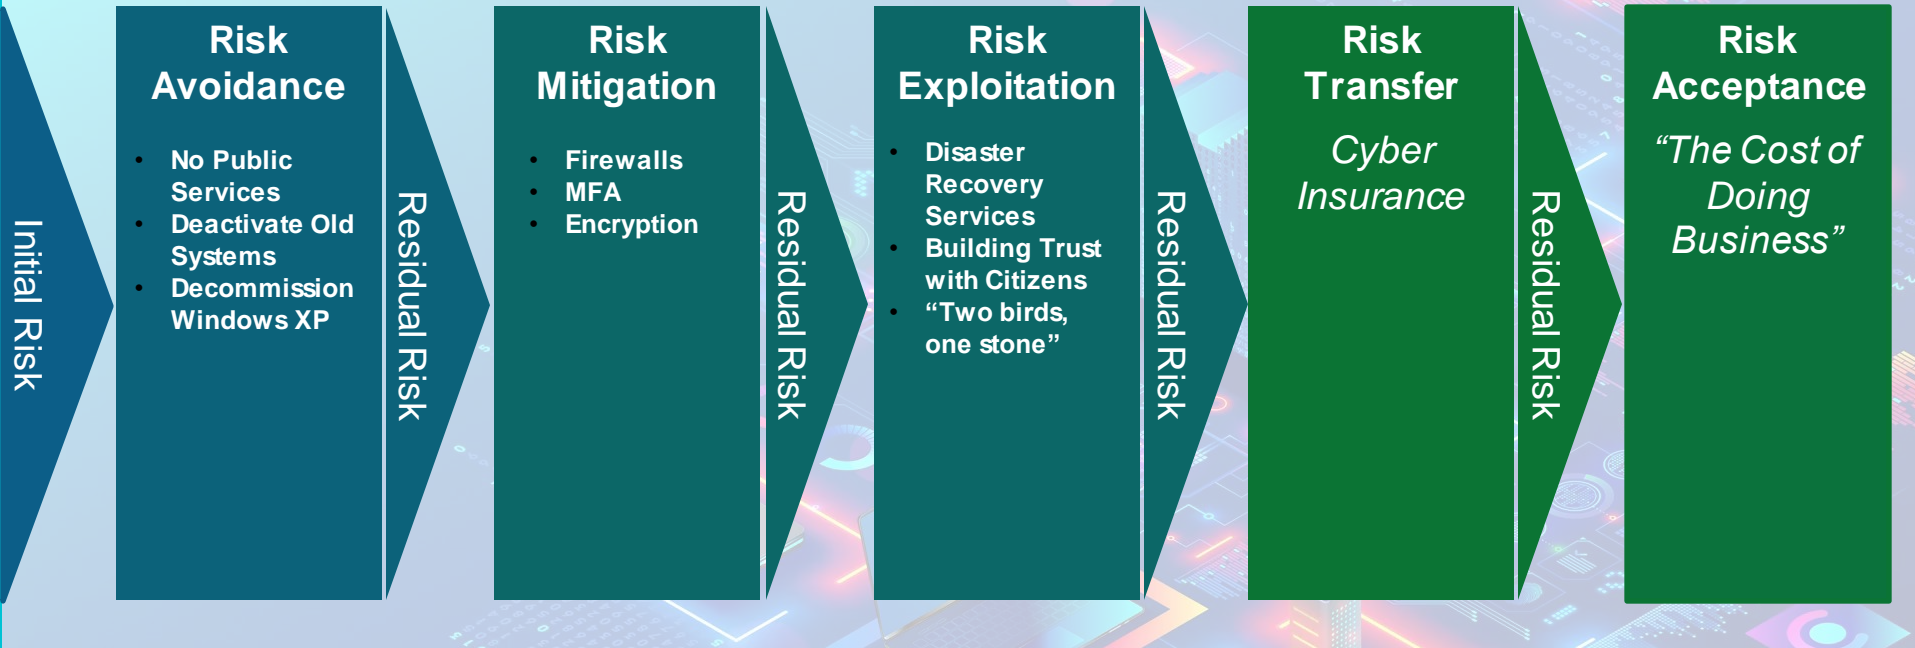 Initial Risk
Risk
Avoidance
• No Public
Services
• Deactivate Old
Systems
• Decommission
Windows XP
Residual Risk
Risk
Mitigation
• Firewalls
• MFA
• Encryption
Residual Risk
Risk
Exploitation
• Disaster
Recovery
Services
• Building Trust
with Citizens
• “Two birds,
one stone”
Residual Risk
Risk
Transfer
Cyber
Insurance
Residual Risk
Risk
Acceptance
“The Cost of
Doing
Business”